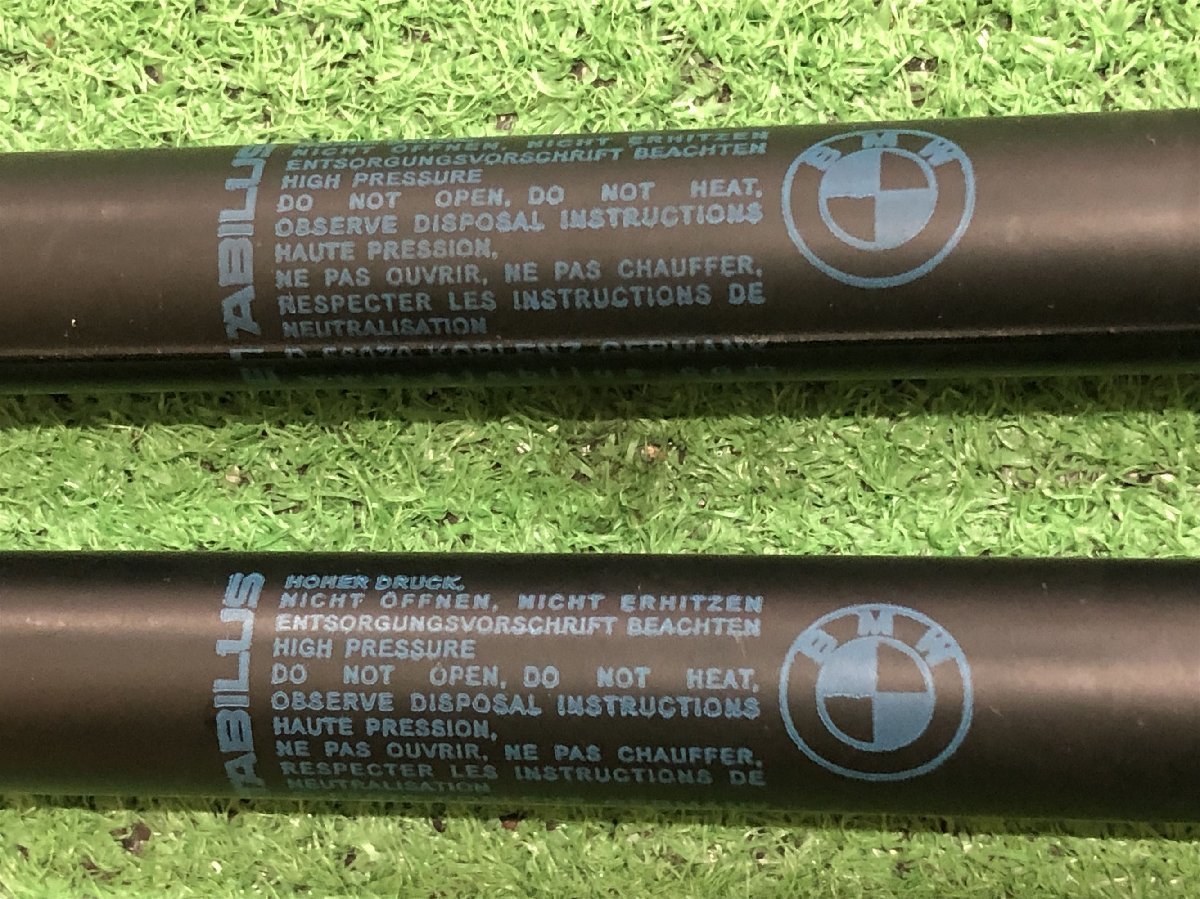 NICHT ÖFFNEN, NICHT ERHITZEN
ENTSORGUNGSVORSCHRIFT BEACHTEN
HIGH PRESSURE
DO NOT OPEN, DO NOT HEAT,
OBSERVE DISPOSAL INSTRUCTIONS
HAUTE PRESSION,
NE PAS OUVRIR, NE PAS CHAUFFER,
RESPECTER LES INSTRUCTIONS DE
NEUTRALISATION
KOBLENZ GERMANY
STABILUS
BMW
HOHER DRUCK,
NICHT ÖFFNEN, NICHT ERHITZEN
ENTSORGUNGSVORSCHRIFT BEACHTEN
HIGH PRESSURE
DO NOT OPEN, DO NOT HEAT,
OBSERVE DISPOSAL INSTRUCTIONS
HAUTE PRESSION,
NE PAS OUVRIR, NE PAS CHAUFFER,
RESPECTER LES INSTRUCTIONS DE
NEUTRALISATION
TABILUS
BMW